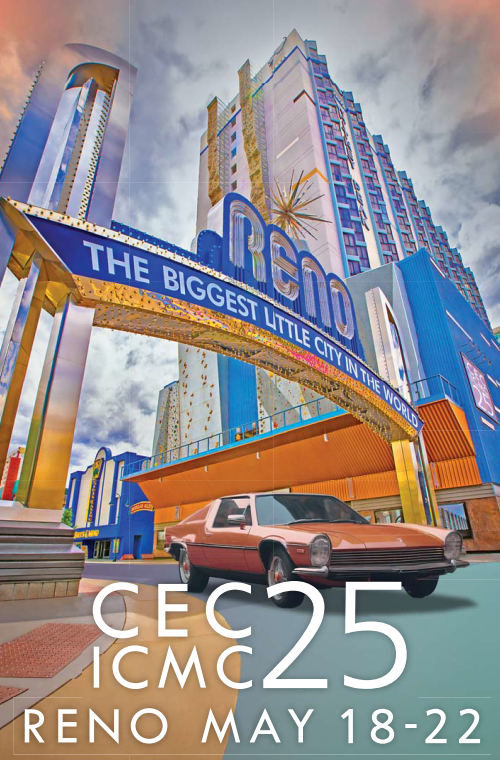 RENO
THE BIGGEST LITTLE CITY IN THE WORLD
CEC
ICMC 25
RENO MAY 18-22